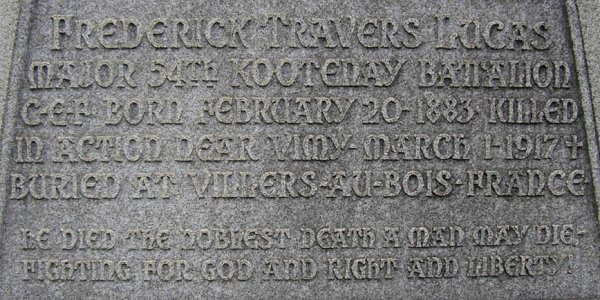 FREDERICK TRAVERS LUCAS
MAJOR 54TH KOOTENAY BATTALION
C·E·F· BORN FEBRUARY 20·1883· KILLED
IN ACTION NEAR VIMY·MARCH 1·1917 †
BURIED AT VILLERS-AU-BOIS-FRANCE·
HE DIED THE NOBLEST DEATH A MAN MAY DIE-
FIGHTING FOR GOD AND RIGHT AND LIBERTY!